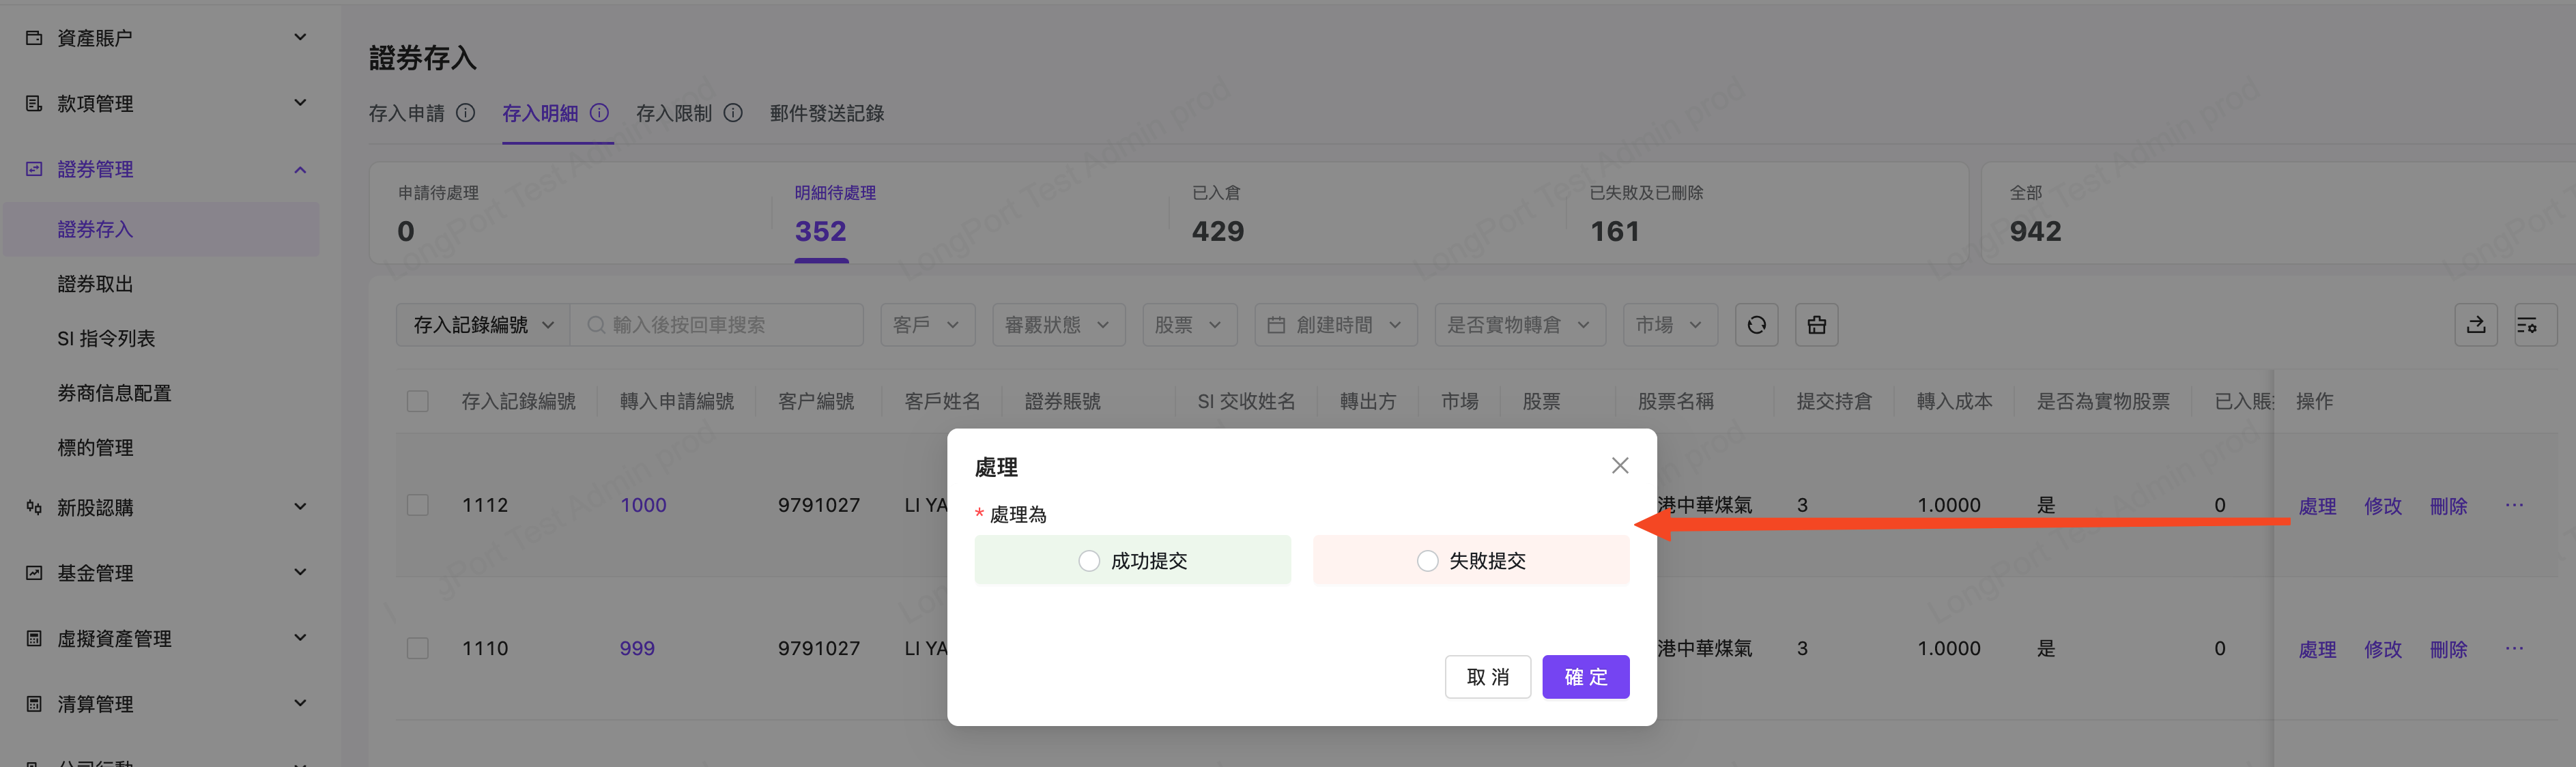 資產賬户
款項管理
證券管理
證券存入
證券取出
SI 指令列表
劵商信息配置
標的管理
新股認購
基金管理
虛擬資產管理
清算管理
公司行動
證券存入
存入申請 存入明細 存入限制 郵件發送記錄
申請待處理 明細待處理 已入倉 已失敗及已刪除 全部
0 352 429 161 942
存入記錄編號 輸入後按回車搜索 客戶 審覈狀態 股票 創建時間 是否實物轉倉 市場
存入記錄編號 轉入申請編號 客户編號 客戶姓名 證券賬號 SI 交收姓名 轉出方 市場 股票 股票名稱 提交持倉 轉入成本 是否為實物股票 已入賬 操作
1112 1000 9791027 LI YA 港中華煤氣 3 1.0000 是 0 處理 修改 刪除 ···
1110 999 9791027 LI YA 港中華煤氣 3 1.0000 是 0 處理 修改 刪除 ···
處理
* 處理為
成功提交 失敗提交
取 消 確 定
LongPort Test Admin prod